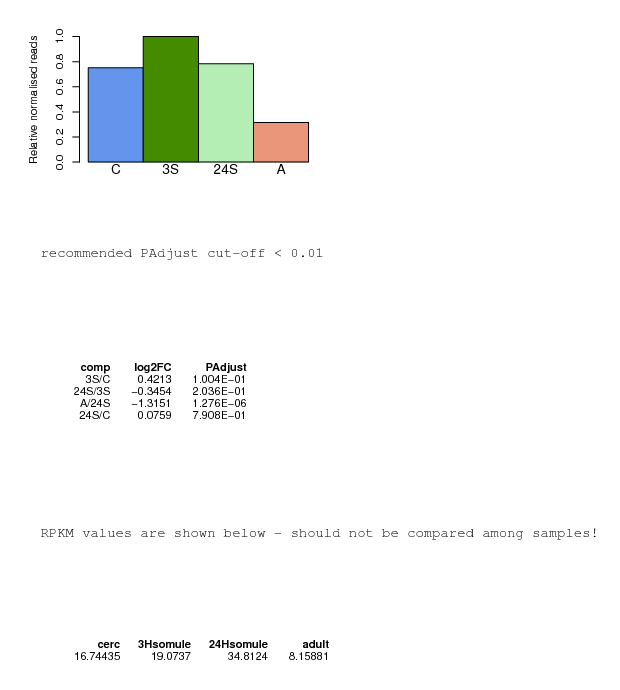 Relative normalised reads
1.0
0.8
0.6
0.4
0.2
0.0
C 3S 24S A
recommended PAdjust cut-off < 0.01
comp log2FC PAdjust
3S/C 0.4213 1.004E−01
24S/3S −0.3454 2.036E−01
A/24S −1.3151 1.276E−06
24S/C 0.0759 7.908E−01
RPKM values are shown below - should not be compared among samples!
cerc 3Hsomule 24Hsomule adult
16.74435 19.0737 34.8124 8.15881